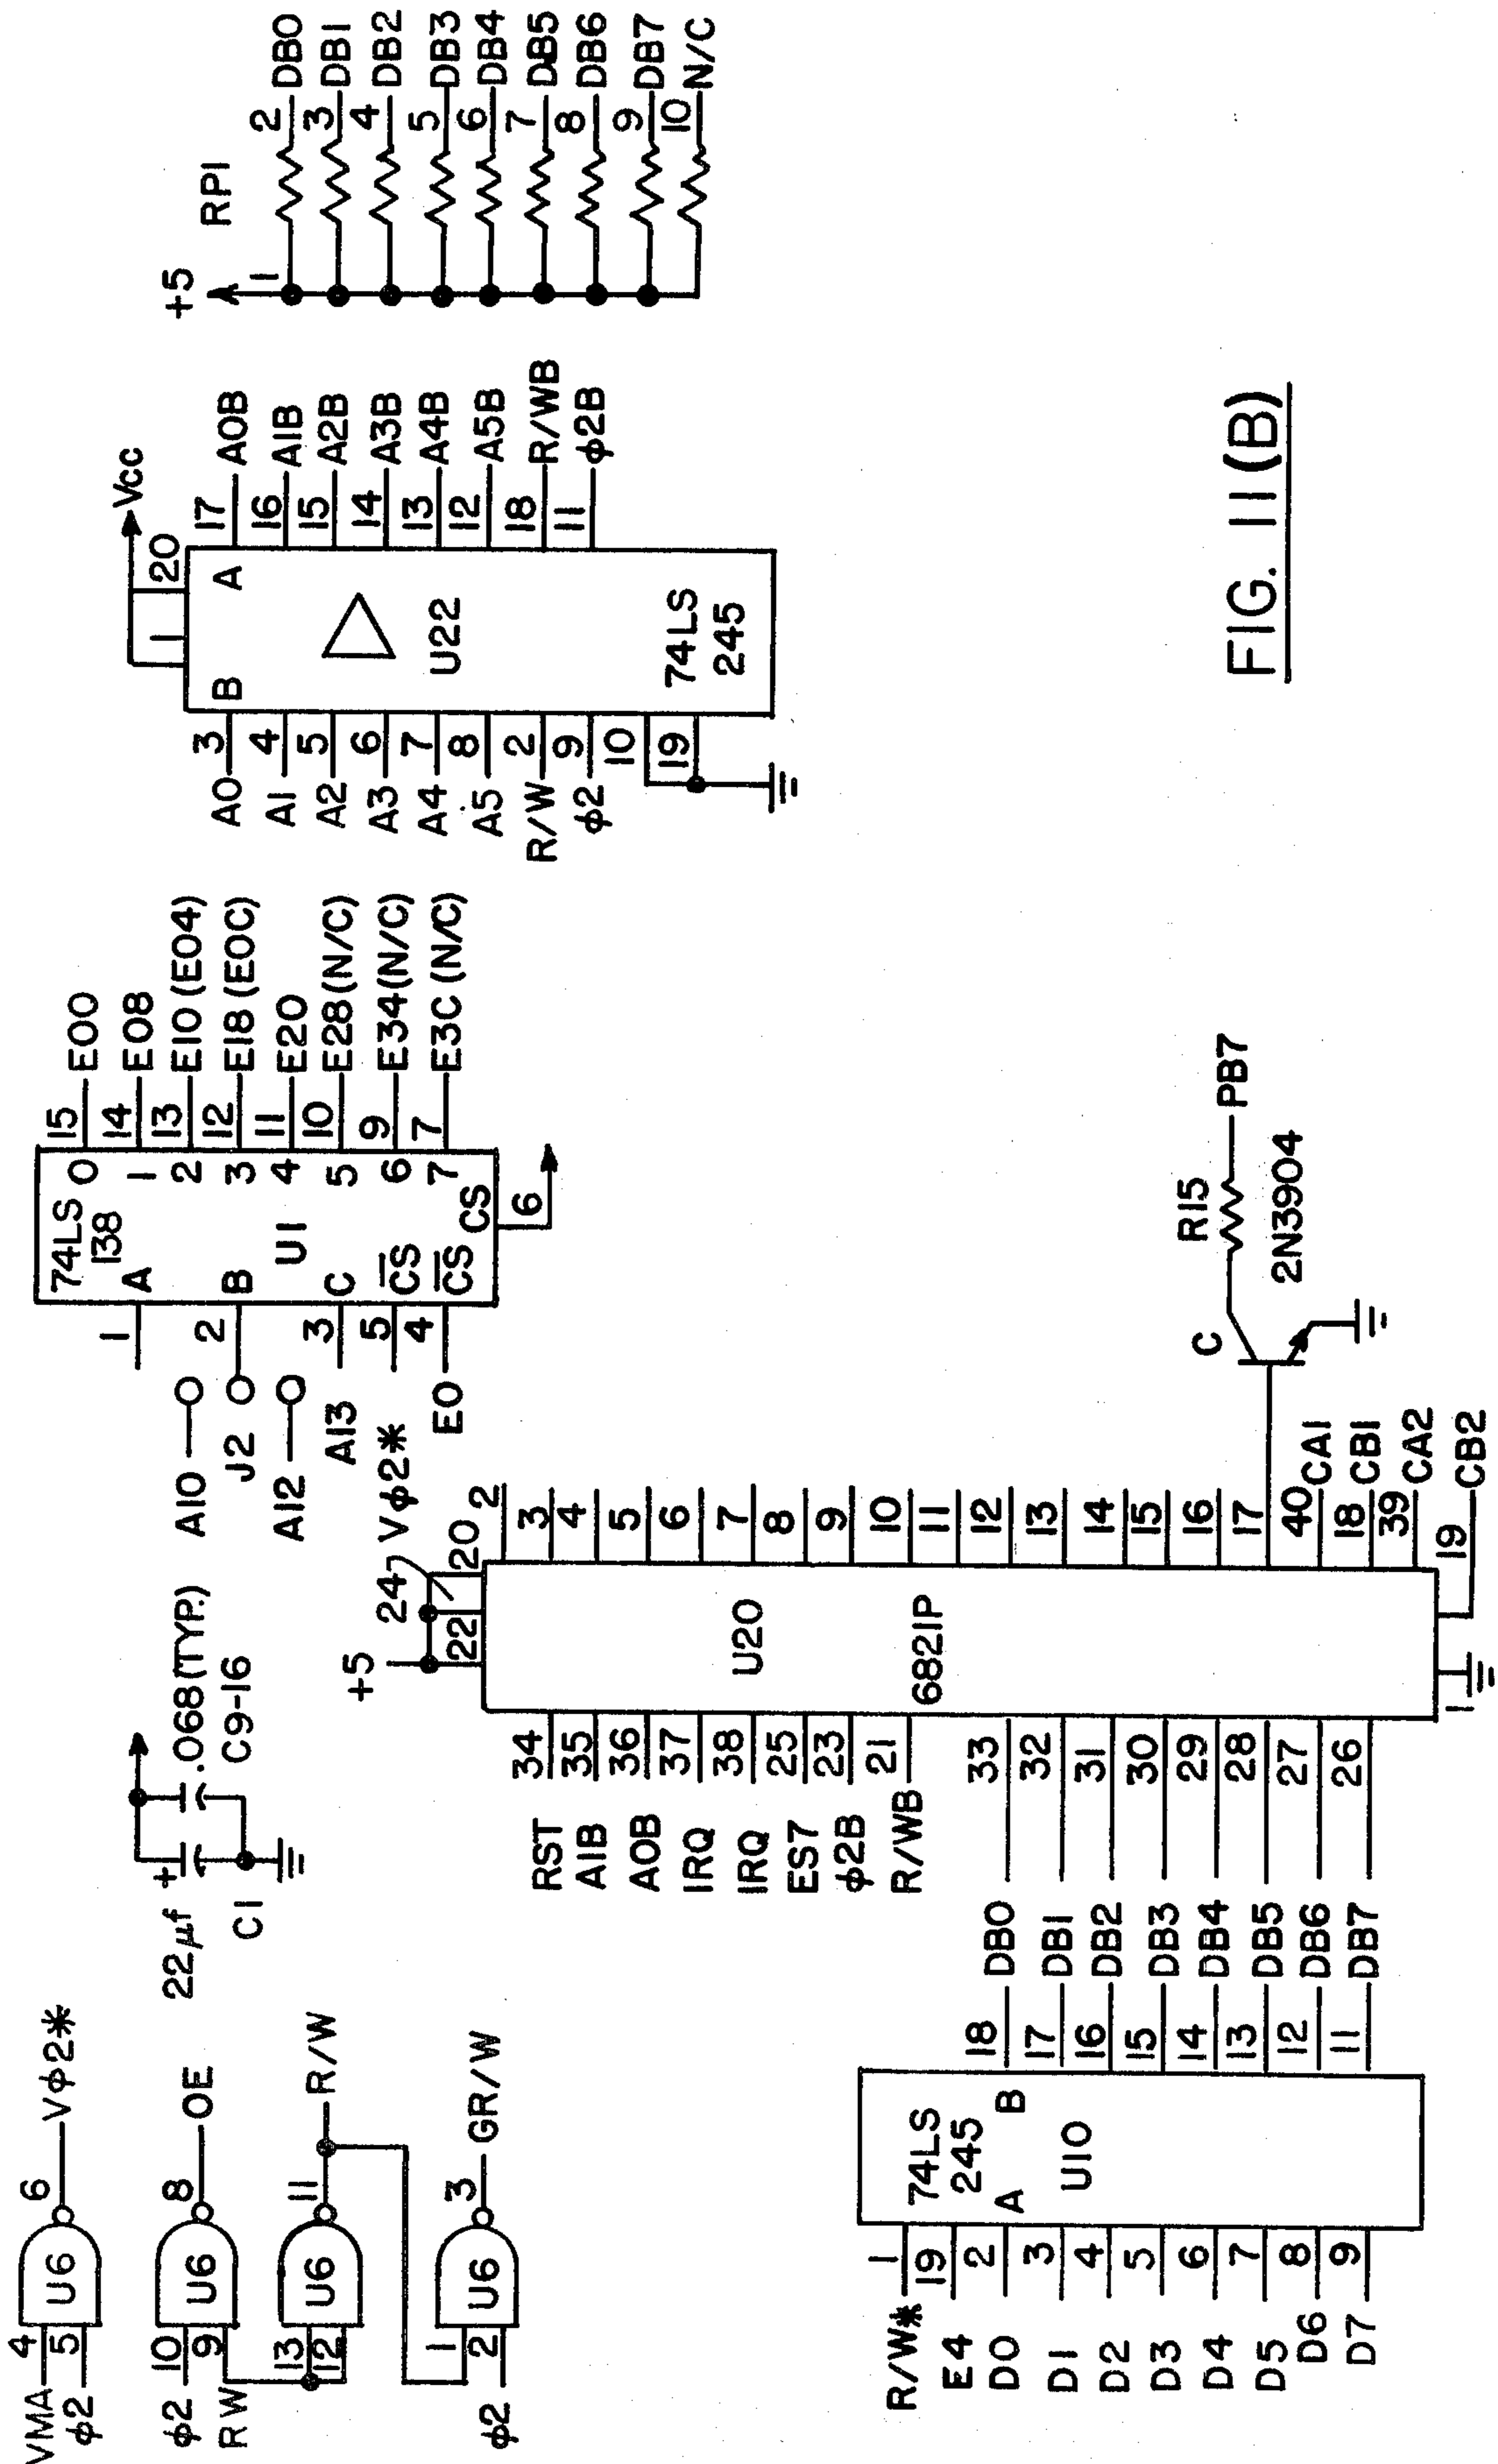 VMA 4
φ2 5
U6
6 Vφ2*
φ2 10
RW 9
U6
8 OE
13
12
U6
11 R/W
1
φ2 2
U6
3 GR/W
22μf +
C1
.068(TYP.)
C9-16
74LS
138
U1
A
B
C
CS
CS
CS
1
A10
J2
A12
2
A13 3
Vφ2* 5
E0 4
6
0 15 E00
1 14 E08
2 13 E10 (E04)
3 12 E18 (E0C)
4 11 E20
5 10 E28(N/C)
6 9 E34(N/C)
7 7 E3C (N/C)
Vcc
1
20
B
A
U22
74LS
245
A0 3
A1 4
A2 5
A3 6
A4 7
A5 8
R/W 2
φ2 9
10
19
17 A0B
16 A1B
15 A2B
14 A3B
13 A4B
12 A5B
18 R/WB
11 φ2B
+5
1
RP1
2 DB0
3 DB1
4 DB2
5 DB3
6 DB4
7 DB5
8 DB6
9 DB7
10 N/C
+5
24
22
20
U20
6821P
RST 34
A1B 35
A0B 36
IRQ 37
IRQ 38
ES7 25
φ2B 23
R/WB 21
33
32
31
30
29
28
27
26
2
3
4
5
6
7
8
9
10
11
12
13
14
15
16
17
40 CA1
18 CB1
39 CA2
19 CB2
1
C
R15
PB7
2N3904
74LS
245
A
B
U10
R/W* 1
E4 19
D0 2
D1 3
D2 4
D3 5
D4 6
D5 7
D6 8
D7 9
18 DB0
17 DB1
16 DB2
15 DB3
14 DB4
13 DB5
12 DB6
11 DB7
FIG. 11(B)